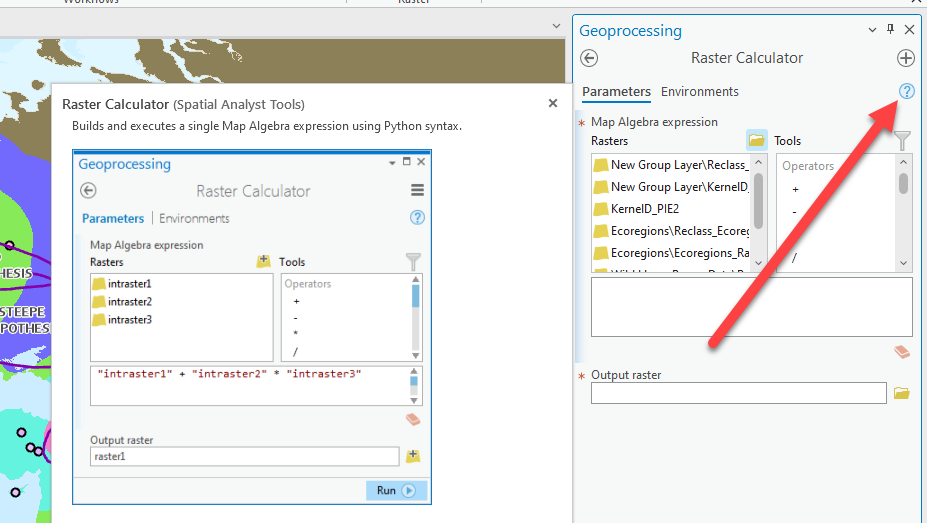 Workflows
Raster
Geoprocessing
Raster Calculator
Parameters Environments
Map Algebra expression
Rasters
Tools
New Group Layer\Reclass_
New Group Layer\KernelD_
KernelD_PIE2
Ecoregions\Reclass_Ecoreg
Ecoregions\Ecoregions_Ra
Operators
+
-
/
Output raster
Raster Calculator (Spatial Analyst Tools)
Builds and executes a single Map Algebra expression using Python syntax.
Geoprocessing
Raster Calculator
Parameters | Environments
Map Algebra expression
Rasters
Tools
intraster1
intraster2
intraster3
Operators
+
-
*
/
"intraster1" + "intraster2" * "intraster3"
Output raster
raster1
Run
HESIS
STEEPE
POTHES